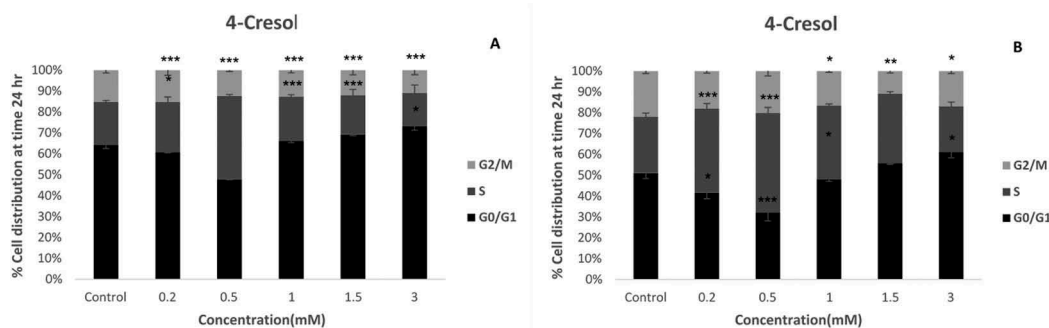 4-Cresol
A
*** *** *** *** ***
* *** ***
*
100%
90%
80%
70%
60%
50%
40%
30%
20%
10%
0%
% Cell distribution at time 24 hr
G2/M
S
G0/G1
Control 0.2 0.5 1 1.5 3
Concentration(mM)
4-Cresol
B
* ** *
*** ***
* *
*
***
100%
90%
80%
70%
60%
50%
40%
30%
20%
10%
0%
% Cell distribution at time 24 hr
G2/M
S
G0/G1
Control 0.2 0.5 1 1.5 3
Concentration(mM)